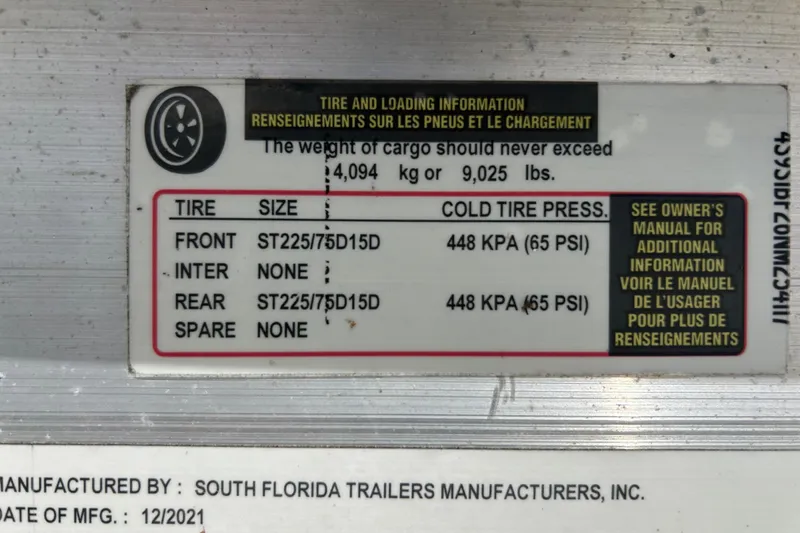 TIRE AND LOADING INFORMATION
RENSEIGNEMENTS SUR LES PNEUS ET LE CHARGEMENT
The weight of cargo should never exceed
4,094 kg or 9,025 lbs.
TIRE SIZE COLD TIRE PRESS.
FRONT ST225/75D15D 448 KPA (65 PSI)
INTER NONE
REAR ST225/75D15D 448 KPA (65 PSI)
SPARE NONE
SEE OWNER'S
MANUAL FOR
ADDITIONAL
INFORMATION
VOIR LE MANUEL
DE L'USAGER
POUR PLUS DE
RENSEIGNEMENTS
MANUFACTURED BY : SOUTH FLORIDA TRAILERS MANUFACTURERS, INC.
DATE OF MFG. : 12/2021